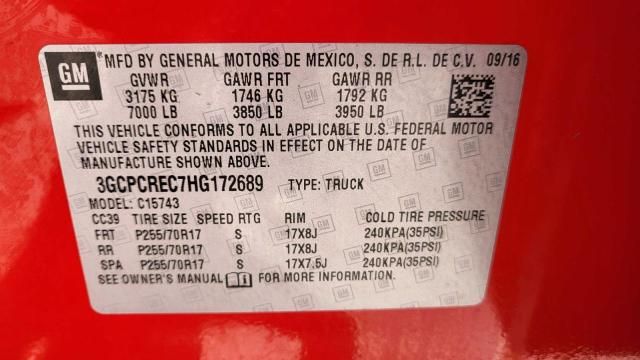 GM
MFD BY GENERAL MOTORS DE MEXICO, S. DE R.L. DE C.V. 09/16
GVWR GAWR FRT GAWR RR
3175 KG 1746 KG 1792 KG
7000 LB 3850 LB 3950 LB
THIS VEHICLE CONFORMS TO ALL APPLICABLE U.S. FEDERAL MOTOR
VEHICLE SAFETY STANDARDS IN EFFECT ON THE DATE OF
MANUFACTURE SHOWN ABOVE.
3GCPCREC7HG172689 TYPE: TRUCK
MODEL: C15743
CC39 TIRE SIZE SPEED RTG RIM COLD TIRE PRESSURE
FRT P255/70R17 S 17X8J 240KPA(35PSI)
RR P255/70R17 S 17X8J 240KPA(35PSI)
SPA P255/70R17 S 17X7.5J 240KPA(35PSI)
SEE OWNER'S MANUAL FOR MORE INFORMATION.